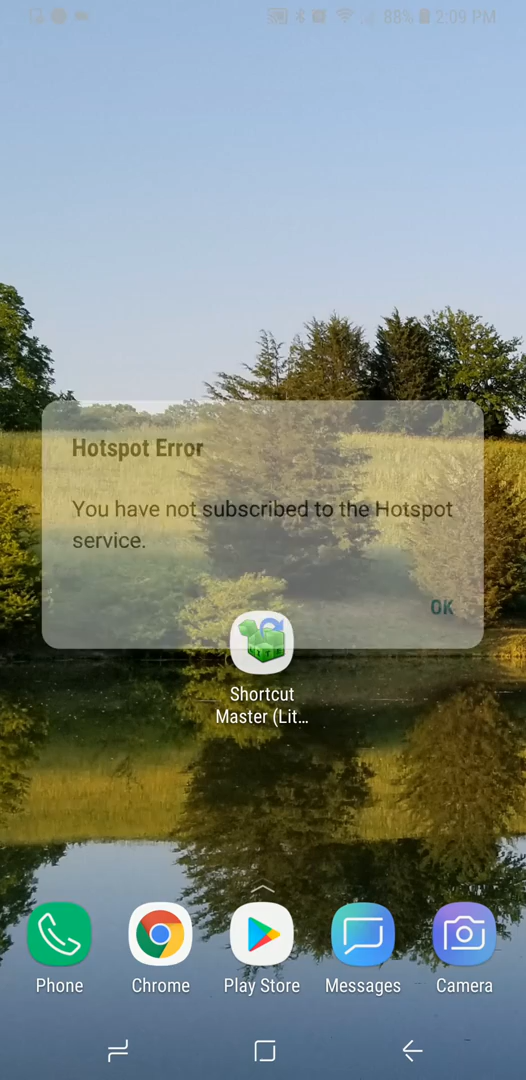 88% 2:09 PM
Hotspot Error
You have not subscribed to the Hotspot
service.
OK
Shortcut
Master (Lit...
Phone
Chrome
Play Store
Messages
Camera